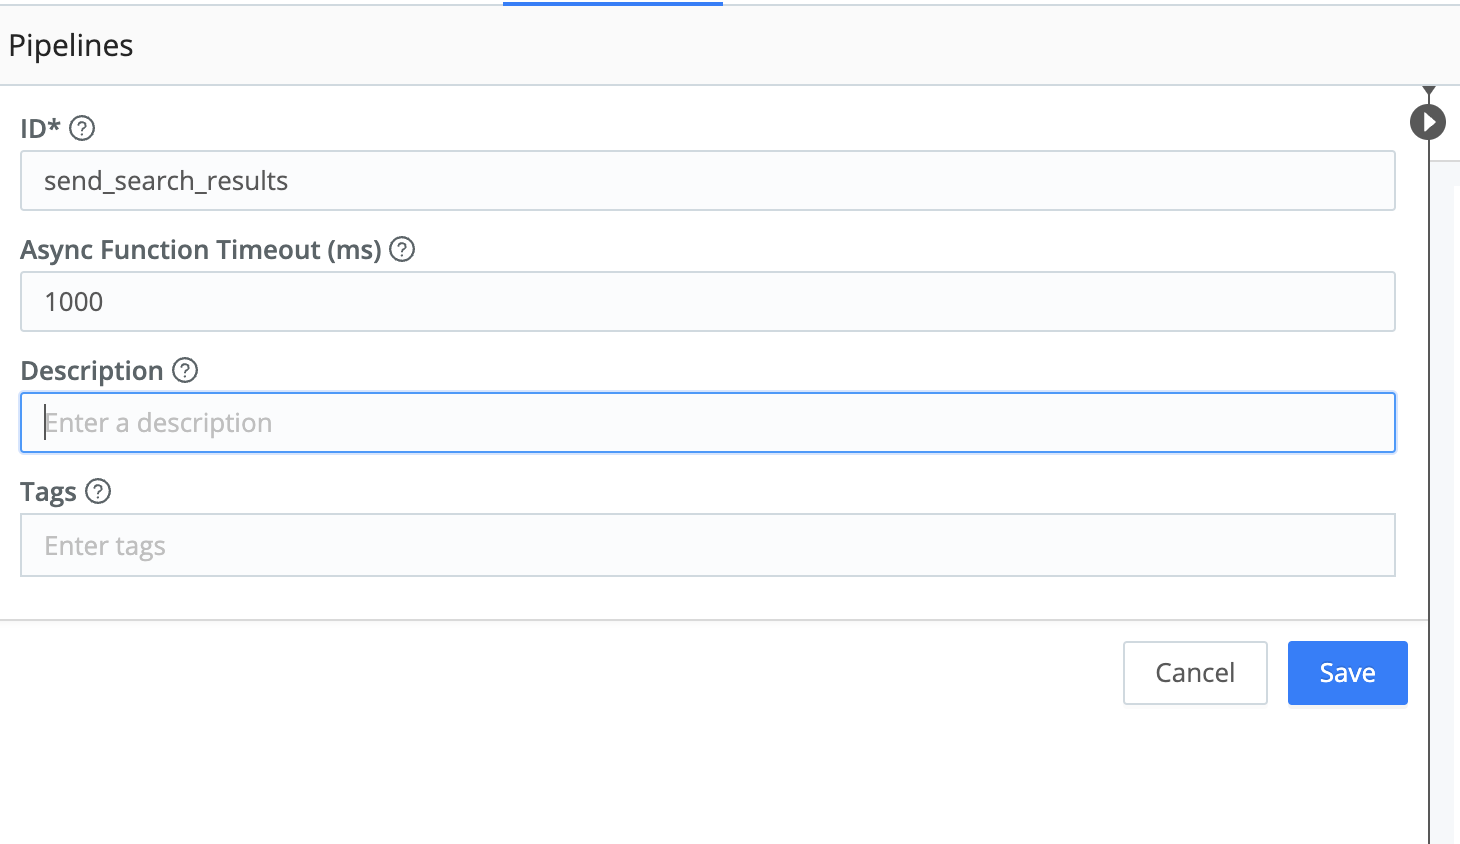 Pipelines
ID*
send_search_results
Async Function Timeout (ms)
1000
Description
Enter a description
Tags
Enter tags
Cancel Save